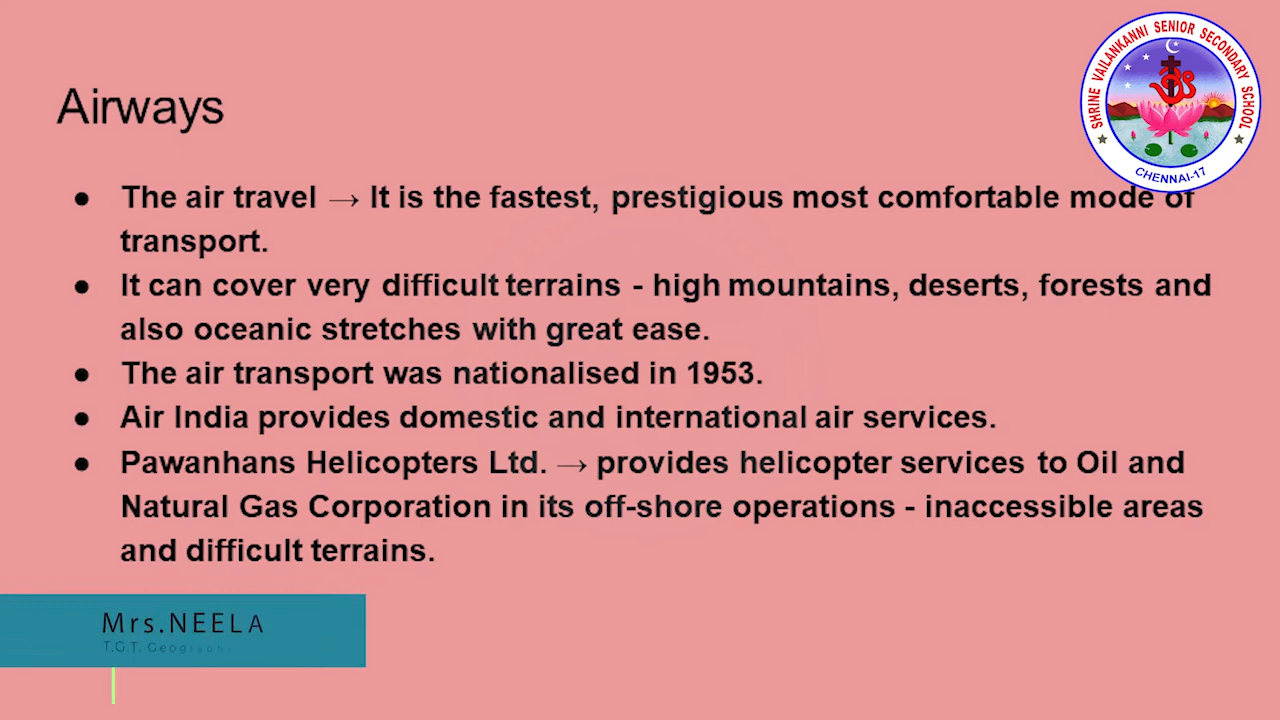 SHRINE VAILANKANNI SENIOR SECONDARY SCHOOL
CHENNAI-17
Airways
● The air travel → It is the fastest, prestigious most comfortable mode of
transport.
● It can cover very difficult terrains - high mountains, deserts, forests and
also oceanic stretches with great ease.
● The air transport was nationalised in 1953.
● Air India provides domestic and international air services.
● Pawanhans Helicopters Ltd. → provides helicopter services to Oil and
Natural Gas Corporation in its off-shore operations - inaccessible areas
and difficult terrains.
Mrs.NEELA
T.G.T. Geography